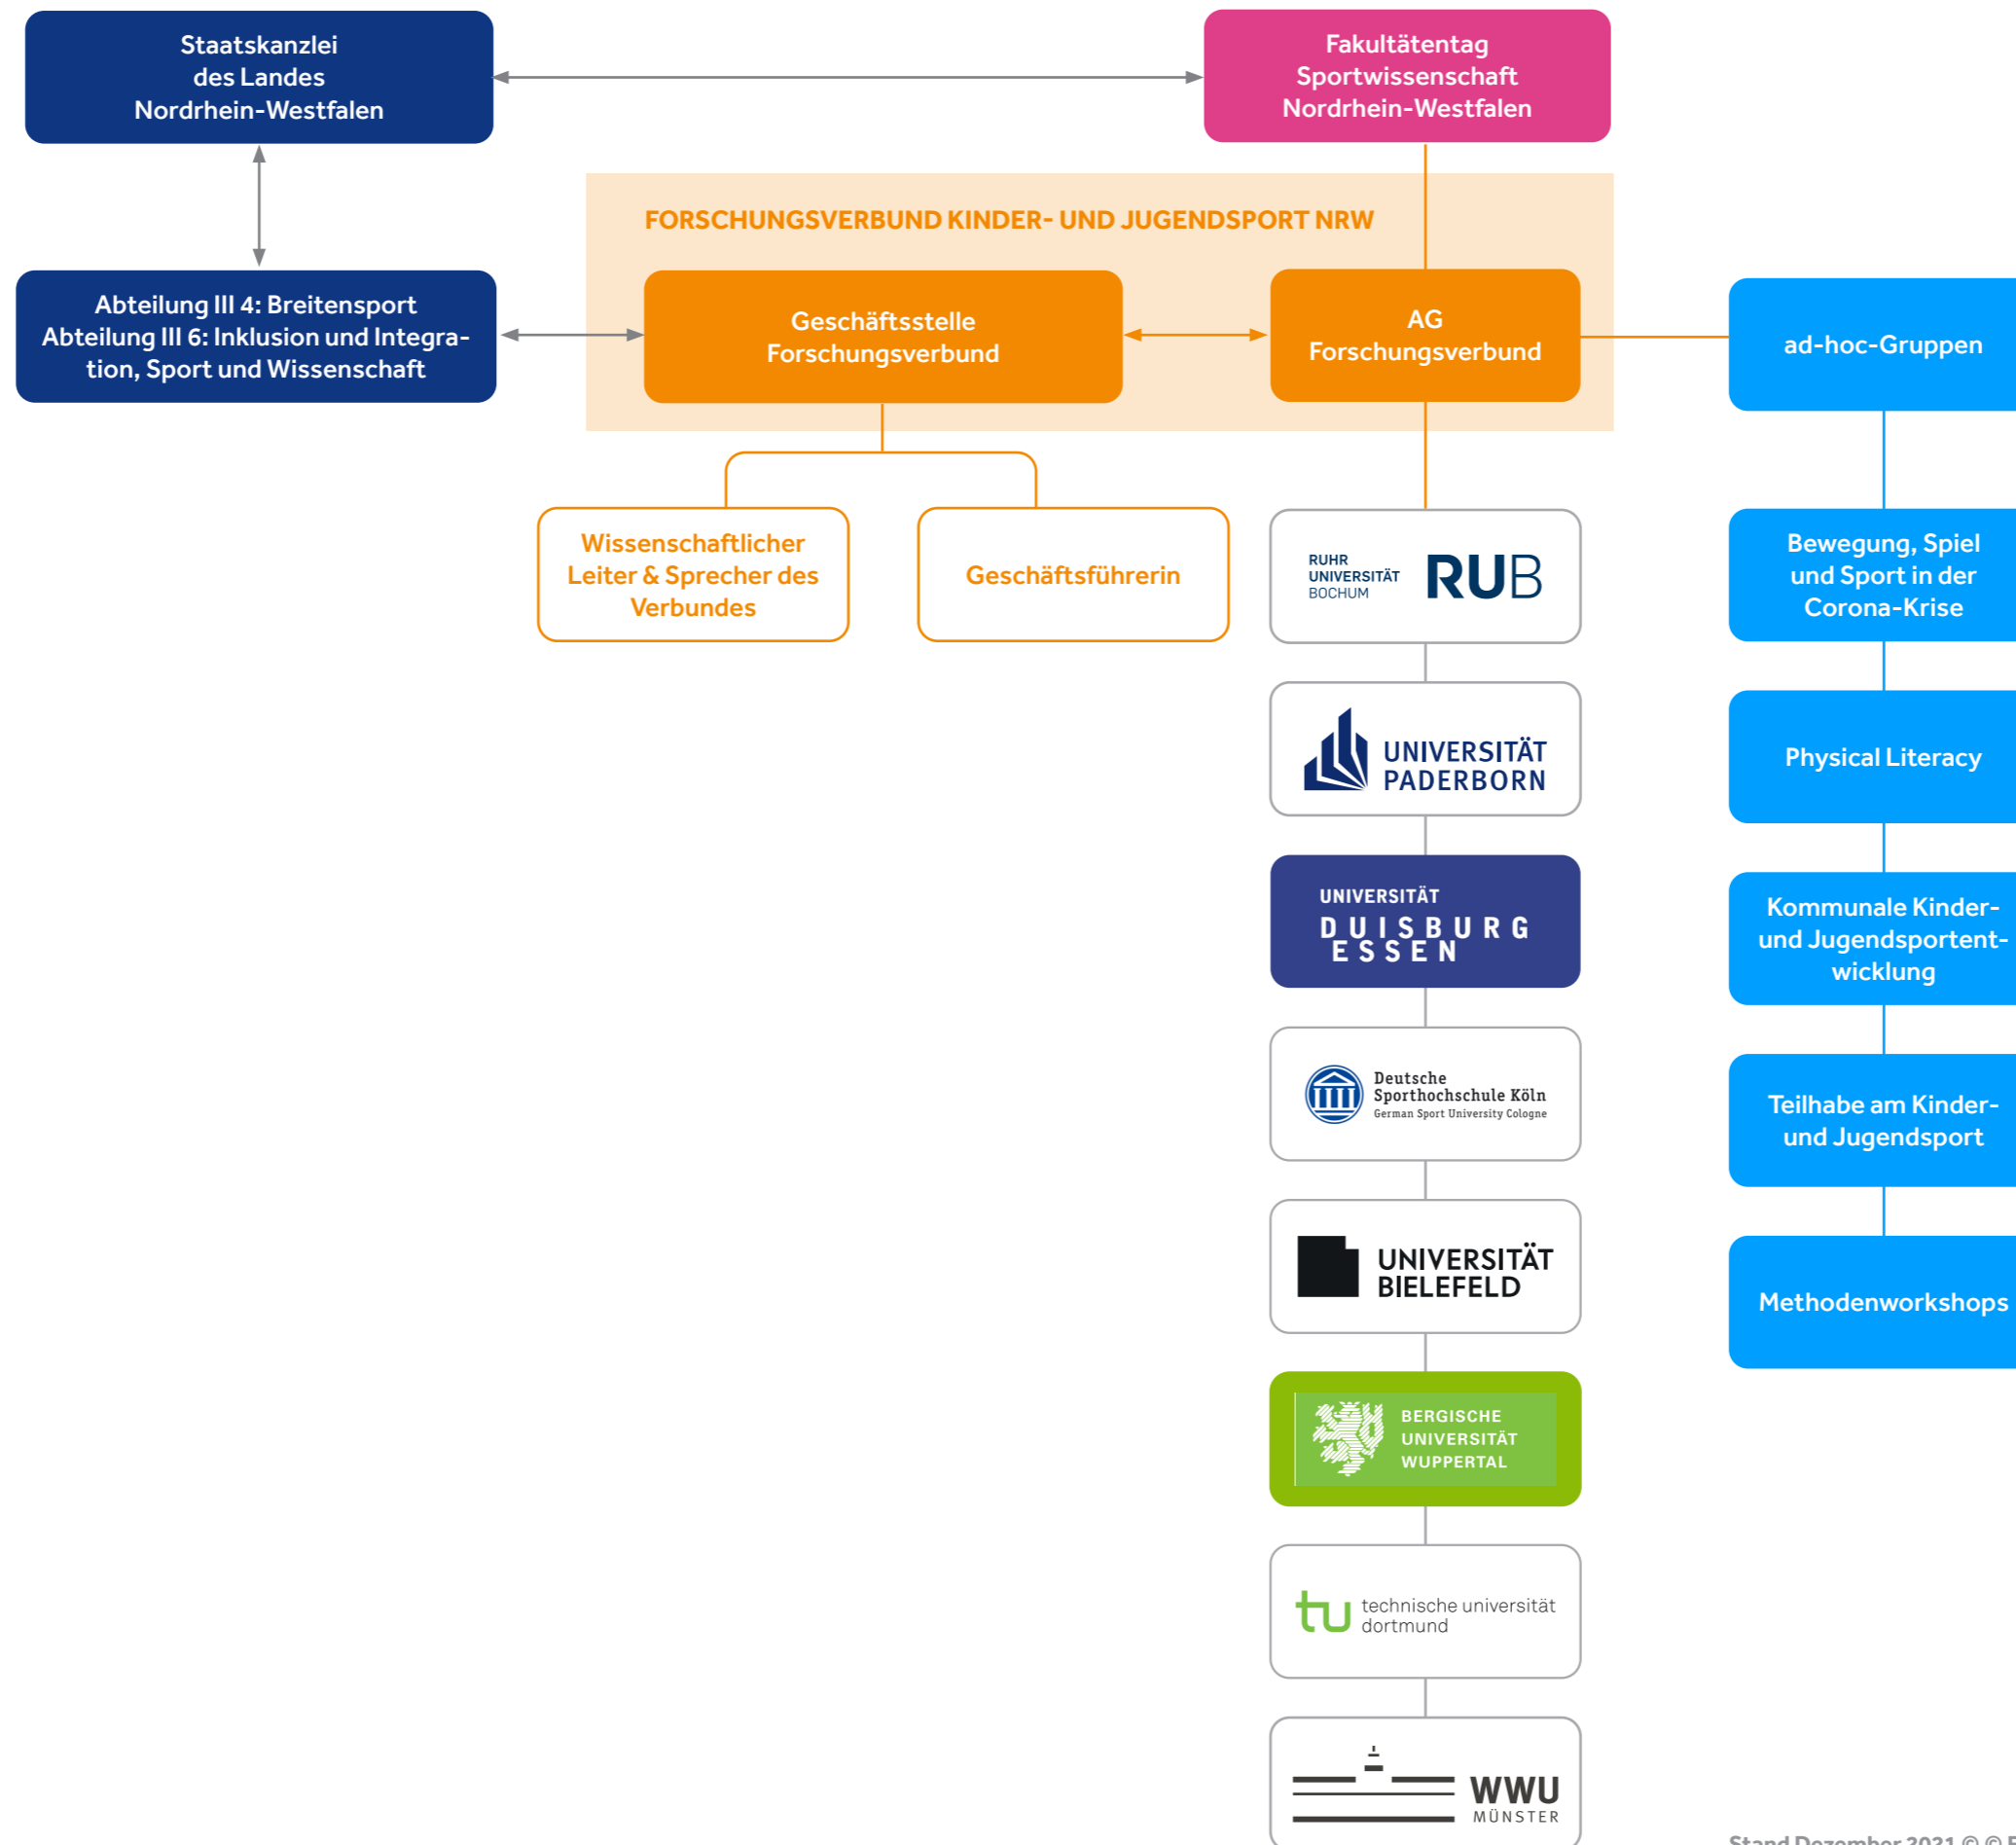 Staatskanzlei
des Landes
Nordrhein-Westfalen
Fakultätentag
Sportwissenschaft
Nordrhein-Westfalen
FORSCHUNGSVERBUND KINDER- UND JUGENDSPORT NRW
Abteilung III 4: Breitensport
Abteilung III 6: Inklusion und Integra-
tion, Sport und Wissenschaft
Geschäftsstelle
Forschungsverbund
AG
Forschungsverbund
ad-hoc-Gruppen
Wissenschaftlicher
Leiter & Sprecher des
Verbundes
Geschäftsführerin
RUHR
UNIVERSITÄT
BOCHUM
RUB
UNIVERSITÄT
PADERBORN
UNIVERSITÄT
DUISBURG
ESSEN
Deutsche
Sporthochschule Köln
German Sport University Cologne
UNIVERSITÄT
BIELEFELD
BERGISCHE
UNIVERSITÄT
WUPPERTAL
tu
technische universität
dortmund
WWU
MÜNSTER
Bewegung, Spiel
und Sport in der
Corona-Krise
Physical Literacy
Kommunale Kinder-
und Jugendsportent-
wicklung
Teilhabe am Kinder-
und Jugendsport
Methodenworkshops
Stand Dezember 2021 © ©